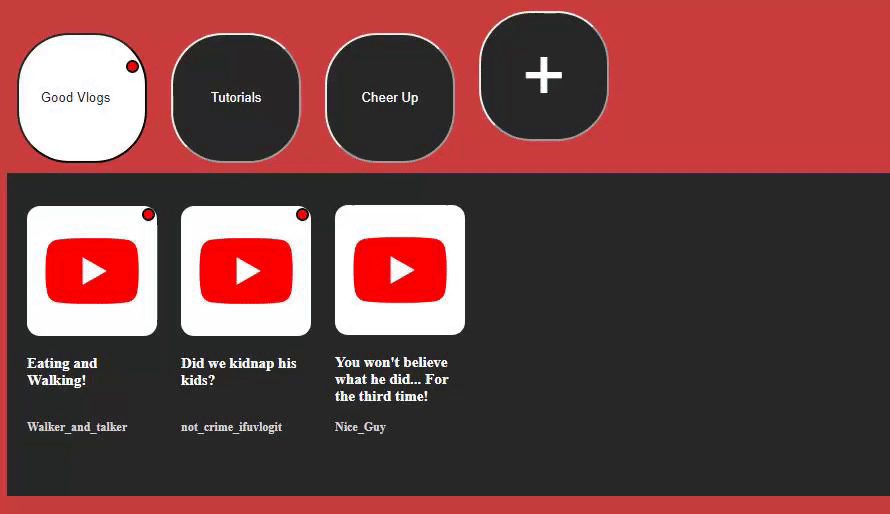 Good Vlogs
Tutorials
Cheer Up
+
Eating and
Walking!
Did we kidnap his
kids?
You won't believe
what he did... For
the third time!
Walker_and_talker
not_crime_ifuvlogit
Nice_Guy